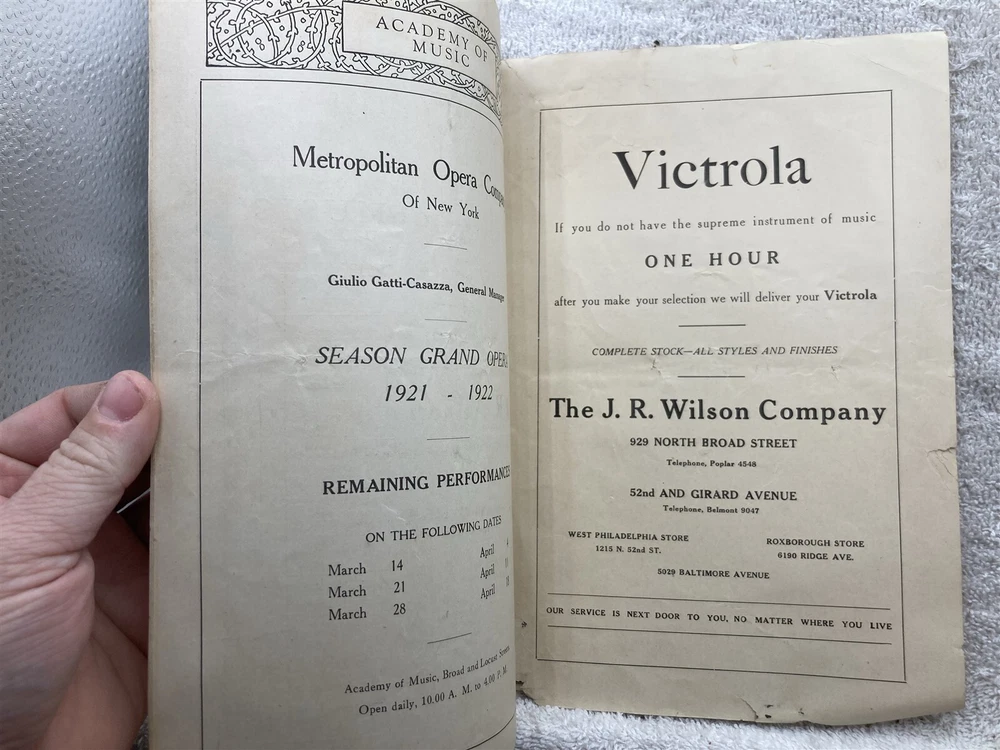 ACADEMY OF
MUSIC
Metropolitan Opera
Of New York
Giulio Gatti-Casazza, General Manager
SEASON GRAND OPERA
1921 - 1922
REMAINING PERFORMANCES
ON THE FOLLOWING DATES
March 14 April
March 21 April
March 28 April
Academy of Music, Broad and Locust Streets
Open daily, 10.00 A. M. to 4.00 P. M.
Victrola
If you do not have the supreme instrument of music
ONE HOUR
after you make your selection we will deliver your Victrola
COMPLETE STOCK—ALL STYLES AND FINISHES
The J. R. Wilson Company
929 NORTH BROAD STREET
Telephone, Poplar 4548
52nd AND GIRARD AVENUE
Telephone, Belmont 9047
WEST PHILADELPHIA STORE
1215 N. 52nd ST.
ROXBOROUGH STORE
6190 RIDGE AVE.
5029 BALTIMORE AVENUE
OUR SERVICE IS NEXT DOOR TO YOU, NO MATTER WHERE YOU LIVE